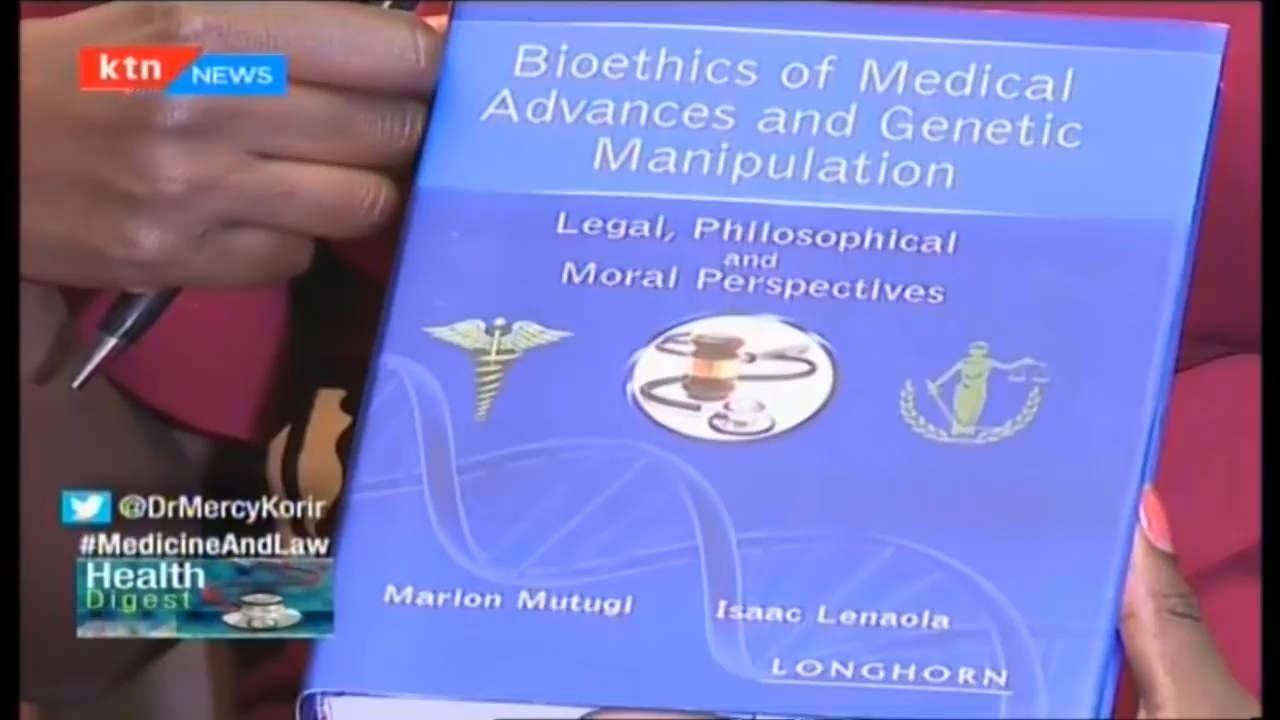 ktn NEWS
Bioethics of Medical
Advances and Genetic
Manipulation
Legal, Philosophical
and
Moral Perspectives
Marion Mutugi
Isaac Lenaola
LONGHORN
@DrMercyKorir
#MedicineAndLaw
Health
Digest